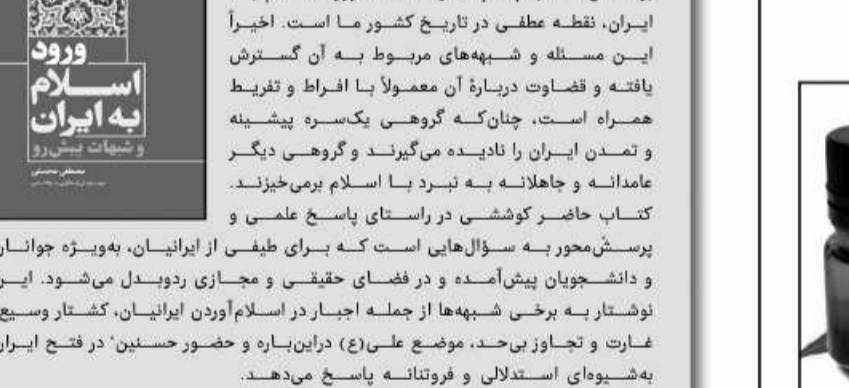 ایران، نقطه عطفی در تاریخ کشور ما است. اخیراً
این مسئله و شبهه‌های مربوط به آن گسترش
یافته و قضاوت دربارهٔ آن معمولاً با افراط و تفریط
همراه است، چنان‌که گروهی یک‌سره پیشینه
و تمدن ایران را نادیده می‌گیرند و گروهی دیگر
عامدانه و جاهلانه به نبرد با اسلام برمی‌خیزند.
کتاب حاضر کوششی در راستای پاسخ علمی و
پرسش‌محور به سؤال‌هایی است که برای طیفی از ایرانیان، به‌ویژه جوانان
و دانشجویان پیش‌آمده و در فضای حقیقی و مجازی ردوبدل می‌شود. این
نوشتار به برخی شبهه‌ها از جمله اجبار در اسلام‌آوردن ایرانیان، کشتار وسیع
غارت و تجاوز بی‌حد، موضع علی(ع) دراین‌باره و حضور حسنین در فتح ایران
به‌شیوه‌ای استدلالی و فروتنانه پاسخ می‌دهد.
ورود
اسلام
به ایران
و شبهات پیش‌رو
مصطفی محسنی